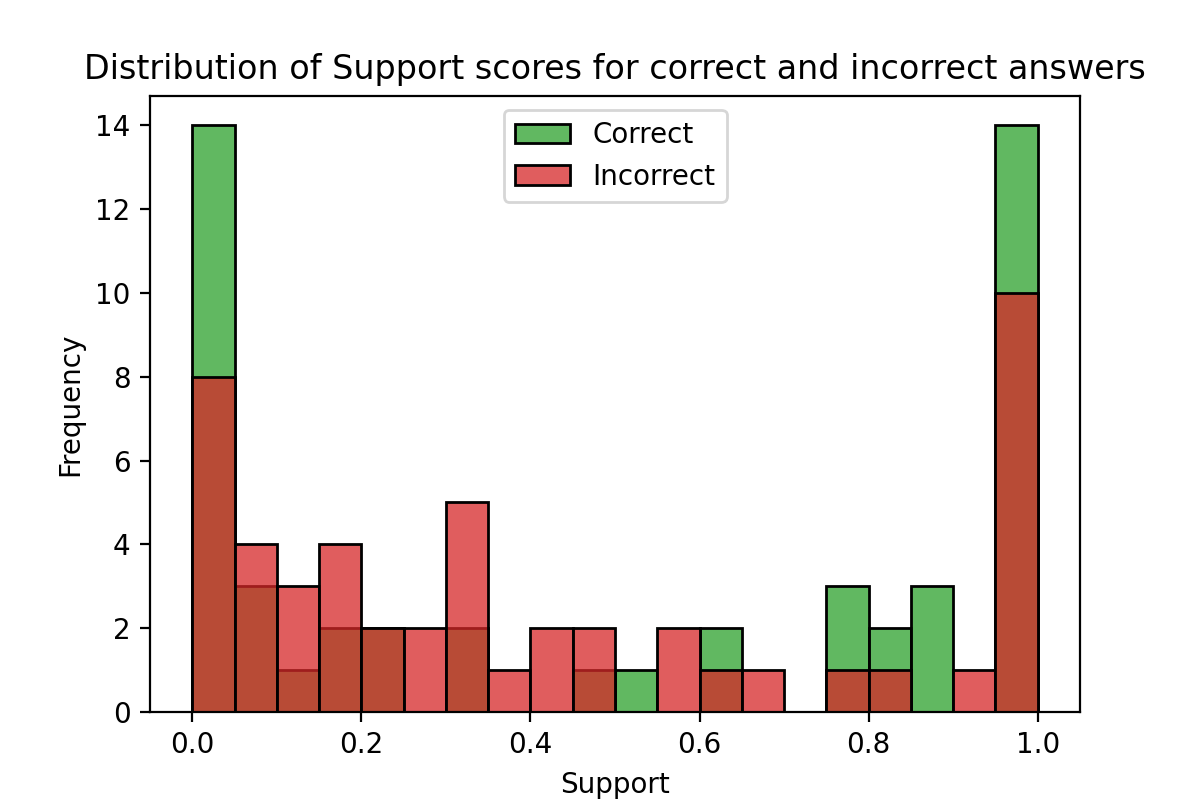 Distribution of Support scores for correct and incorrect answers
Correct
Incorrect
14
12
10
8
6
4
2
0
Frequency
0.0 0.2 0.4 0.6 0.8 1.0
Support